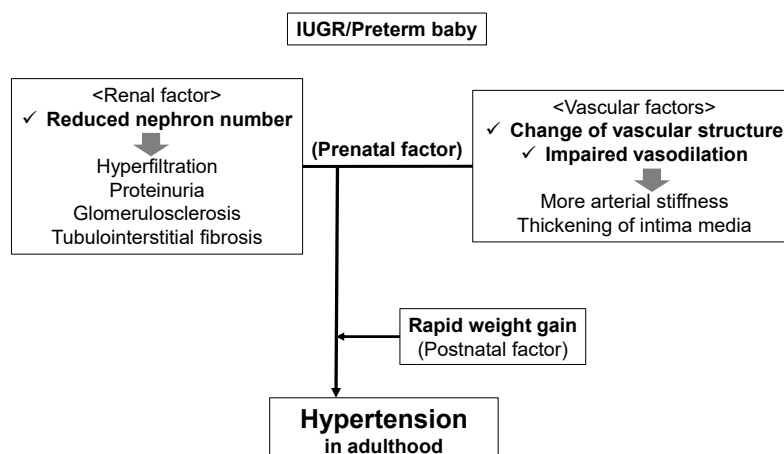 IUGR/Preterm baby
<Renal factor>
✓ Reduced nephron number
Hyperfiltration
Proteinuria
Glomerulosclerosis
Tubulointerstitial fibrosis
(Prenatal factor)
<Vascular factors>
✓ Change of vascular structure
✓ Impaired vasodilation
More arterial stiffness
Thickening of intima media
Rapid weight gain
(Postnatal factor)
Hypertension
in adulthood